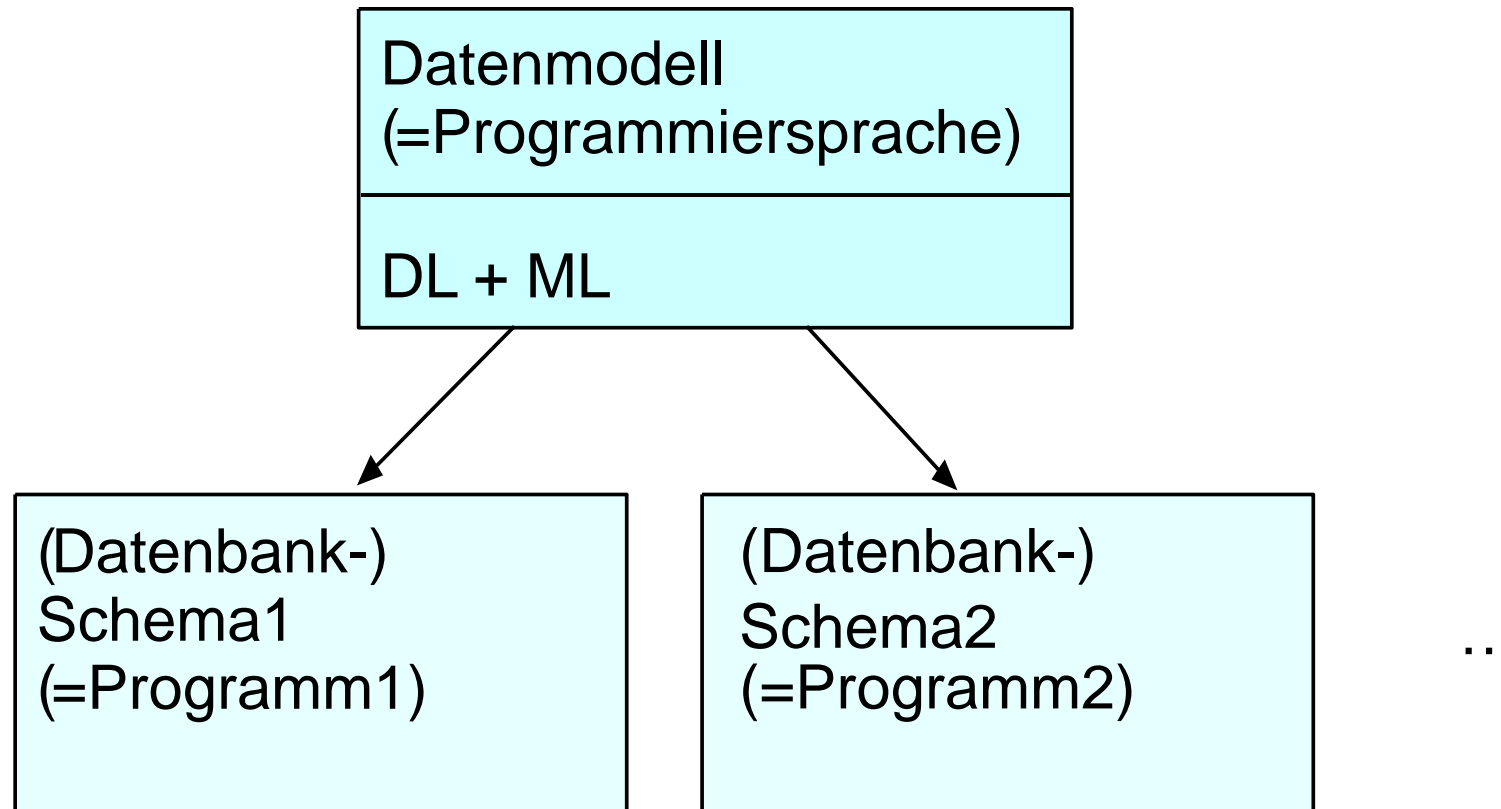 Datenmodell
(=Programmiersprache)
DL + ML
(Datenbank-)
Schema1
(=Programm1)
(Datenbank-)
Schema2
(=Programm2)
..